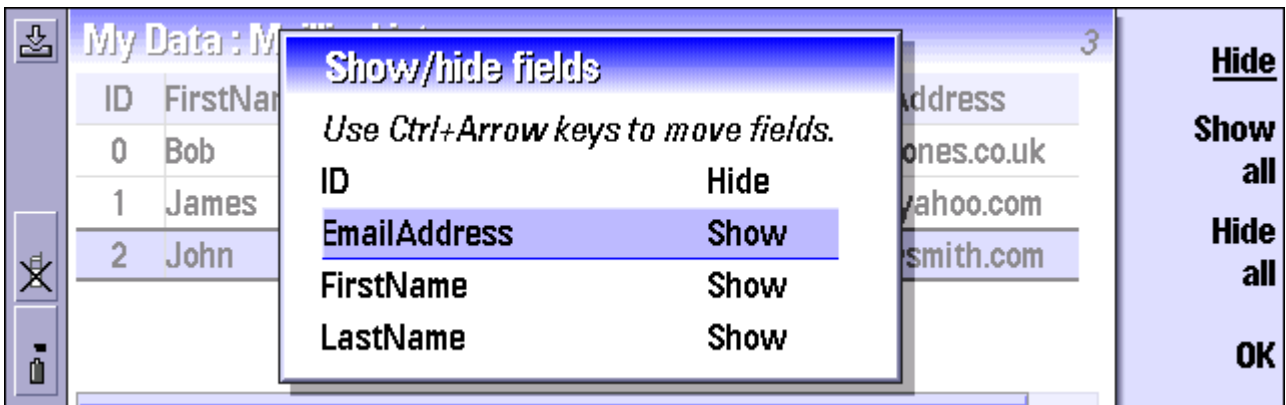 My Data : M
3
Show/hide fields
Use Ctrl+Arrow keys to move fields.
ID Hide
EmailAddress Show
FirstName Show
LastName Show
ID FirstNar ddress
0 Bob ones.co.uk
1 James yahoo.com
2 John smith.com
Hide
Show
all
Hide
all
OK